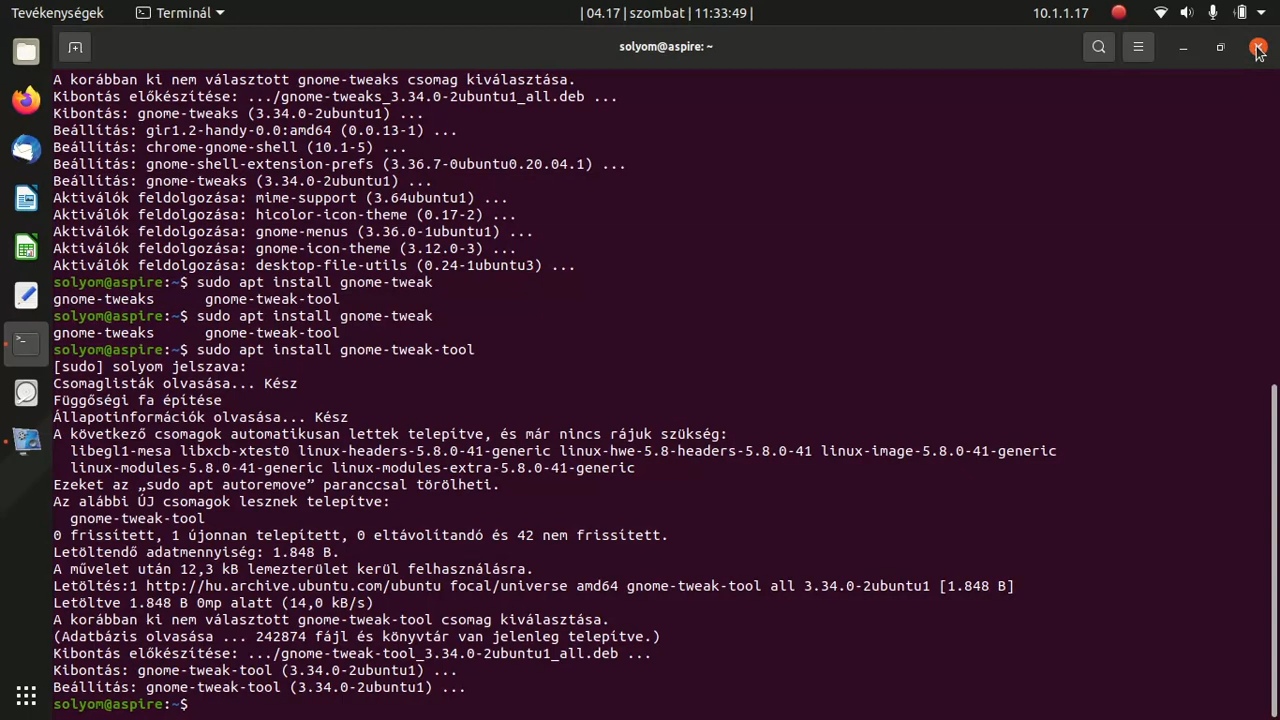 Tevékenységek
Terminál
| 04.17 | szombat | 11:33:49 |
10.1.1.17
solyom@aspire: ~
A korábban ki nem választott gnome-tweaks csomag kiválasztása.
Kibontás előkészítése: .../gnome-tweaks_3.34.0-2ubuntu1_all.deb ...
Kibontás: gnome-tweaks (3.34.0-2ubuntu1) ...
Beállítás: gir1.2-handy-0.0:amd64 (0.0.13-1) ...
Beállítás: chrome-gnome-shell (10.1-5) ...
Beállítás: gnome-shell-extension-prefs (3.36.7-0ubuntu0.20.04.1) ...
Beállítás: gnome-tweaks (3.34.0-2ubuntu1) ...
Aktiválók feldolgozása: mime-support (3.64ubuntu1) ...
Aktiválók feldolgozása: hicolor-icon-theme (0.17-2) ...
Aktiválók feldolgozása: gnome-menus (3.36.0-1ubuntu1) ...
Aktiválók feldolgozása: gnome-icon-theme (3.12.0-3) ...
Aktiválók feldolgozása: desktop-file-utils (0.24-1ubuntu3) ...
solyom@aspire:~$ sudo apt install gnome-tweak
gnome-tweaks      gnome-tweak-tool
solyom@aspire:~$ sudo apt install gnome-tweak
gnome-tweaks      gnome-tweak-tool
solyom@aspire:~$ sudo apt install gnome-tweak-tool
[sudo] solyom jelszava:
Csomaglisták olvasása... Kész
Függőségi fa építése
Állapotinformációk olvasása... Kész
A következő csomagok automatikusan lettek telepítve, és már nincs rájuk szükség:
  libegl1-mesa libxcb-xtest0 linux-headers-5.8.0-41-generic linux-hwe-5.8-headers-5.8.0-41 linux-image-5.8.0-41-generic
  linux-modules-5.8.0-41-generic linux-modules-extra-5.8.0-41-generic
Ezeket az „sudo apt autoremove” paranccsal törölheti.
Az alábbi ÚJ csomagok lesznek telepítve:
  gnome-tweak-tool
0 frissített, 1 újonnan telepített, 0 eltávolítandó és 42 nem frissített.
Letöltendő adatmennyiség: 1.848 B.
A művelet után 12,3 kB lemezterület kerül felhasználásra.
Letöltés:1 http://hu.archive.ubuntu.com/ubuntu focal/universe amd64 gnome-tweak-tool all 3.34.0-2ubuntu1 [1.848 B]
Letöltve 1.848 B 0mp alatt (14,0 kB/s)
A korábban ki nem választott gnome-tweak-tool csomag kiválasztása.
(Adatbázis olvasása ... 242874 fájl és könyvtár van jelenleg telepítve.)
Kibontás előkészítése: .../gnome-tweak-tool_3.34.0-2ubuntu1_all.deb ...
Kibontás: gnome-tweak-tool (3.34.0-2ubuntu1) ...
Beállítás: gnome-tweak-tool (3.34.0-2ubuntu1) ...
solyom@aspire:~$